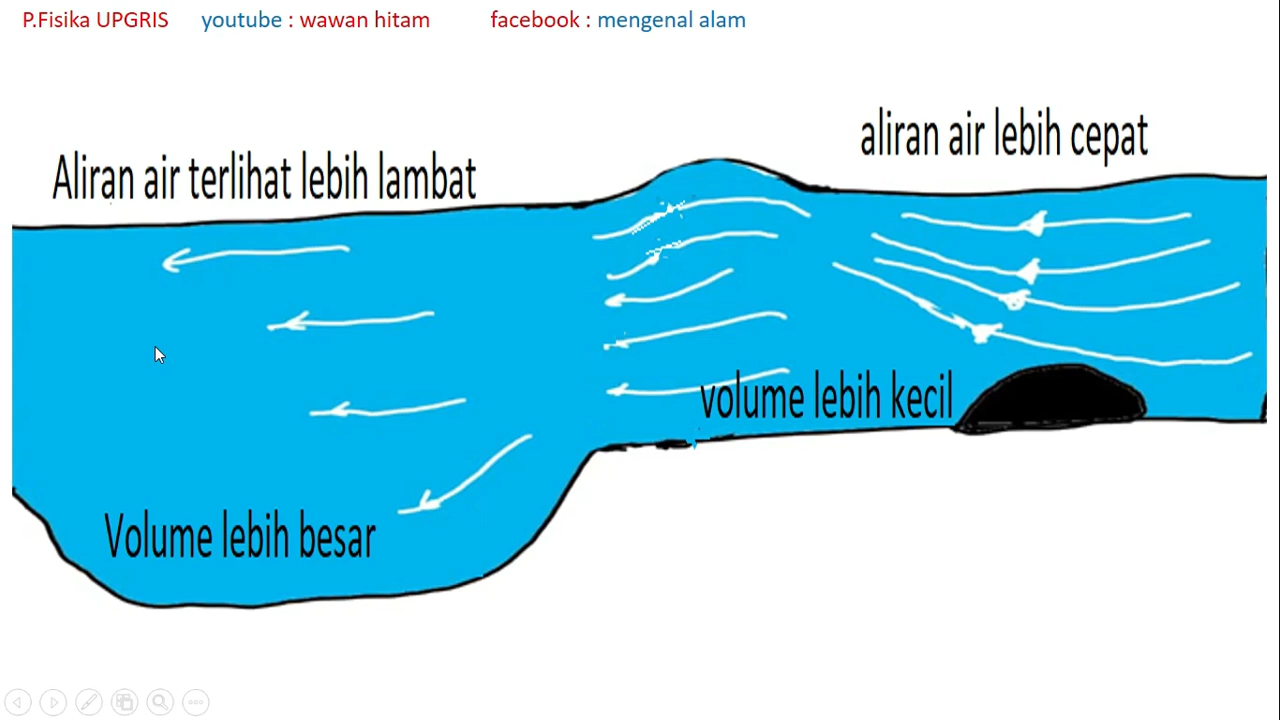 P.Fisika UPGRIS youtube : wawan hitam facebook : mengenal alam
aliran air lebih cepat
Aliran air terlihat lebih lambat
volume lebih kecil
Volume lebih besar